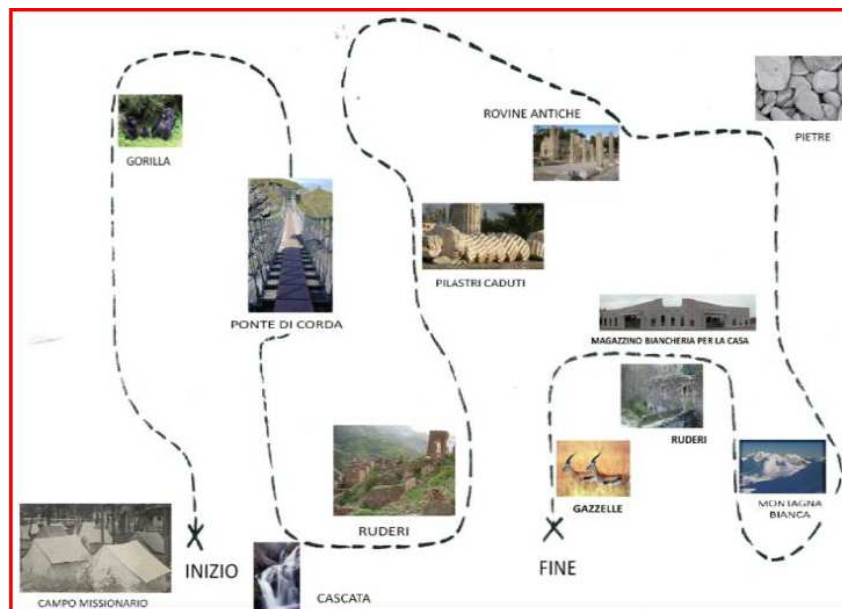 ROVINE ANTICHE
PIETRE
GORILLA
PILASTRI CADUTI
PONTE DI CORDA
MAGAZZINO BIANCHERIA PER LA CASA
RUDERI
RUDERI
GAZZELLE
MONTAGNA
BIANCA
INIZIO
FINE
CAMPO MISSIONARIO
CASCATA